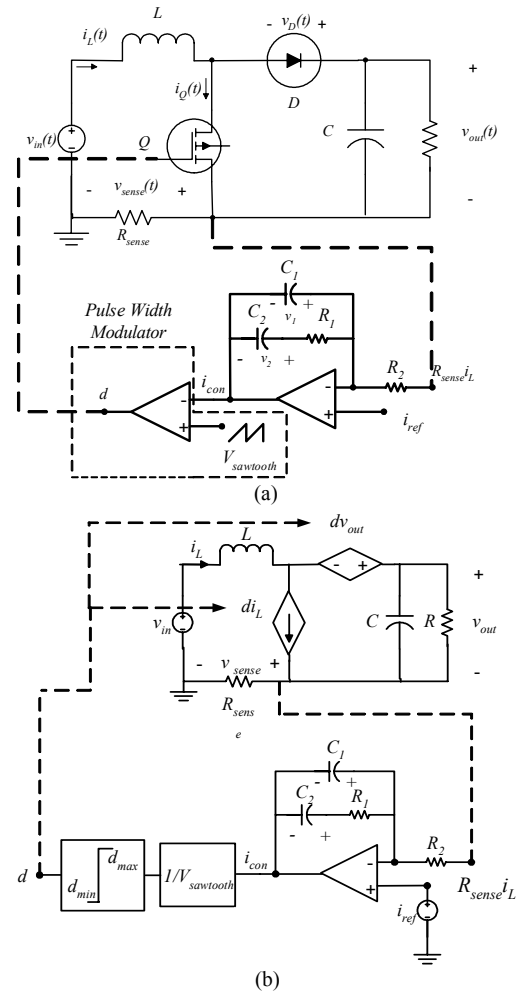 L
i_L(t)
- v_D(t) +
i_Q(t)
D
v_in(t)
Q
C
+
v_out(t)
-
- v_sense(t) +
R_sense
C_1
- +
v_1
Pulse Width
Modulator
C_2
R_1
- v_2 +
i_con
R_2
R_sense i_L
d
-
+
-
+
i_ref
V_sawtooth
(a)
dv_out
i_L
L
- +
+
di_L
v_in
C
R
v_out
- v_sense +
-
R_sens
e
C_1
- +
C_2
R_1
- +
d
d_max
d_min
1/V_sawtooth
i_con
-
+
R_2
R_sense i_L
i_ref
(b)